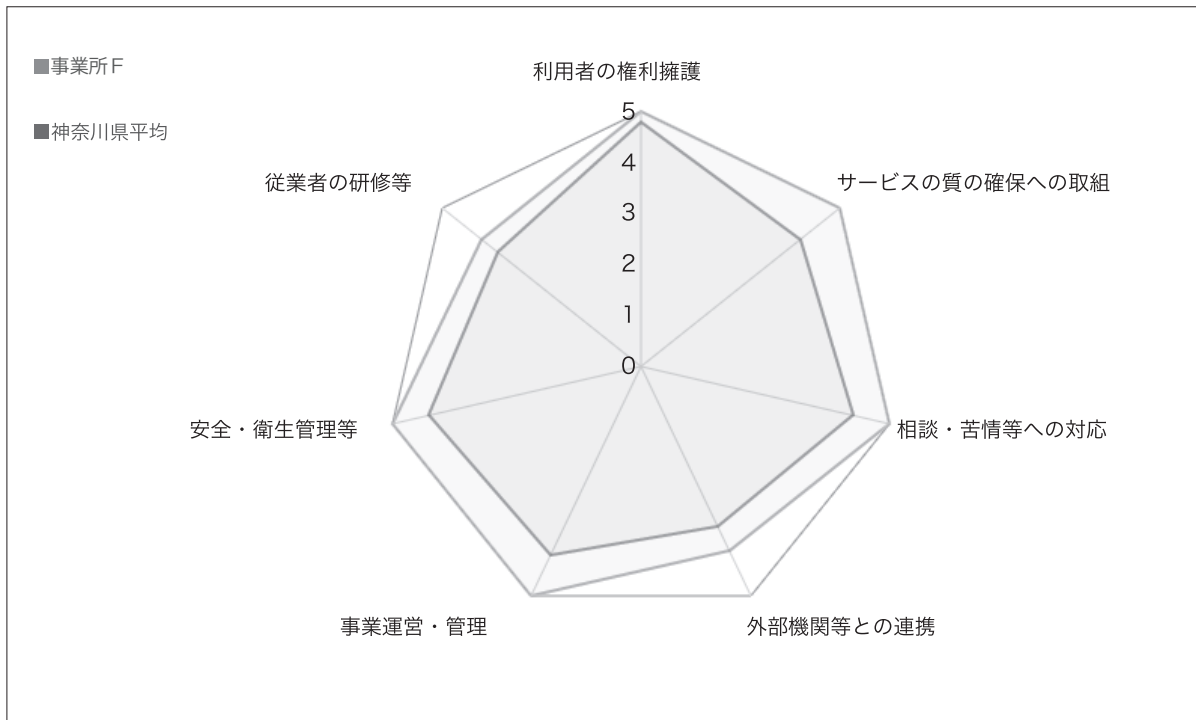 ■事業所F
■神奈川県平均
利用者の権利擁護
サービスの質の確保への取組
相談・苦情等への対応
外部機関等との連携
事業運営・管理
安全・衛生管理等
従業者の研修等
5
4
3
2
1
0